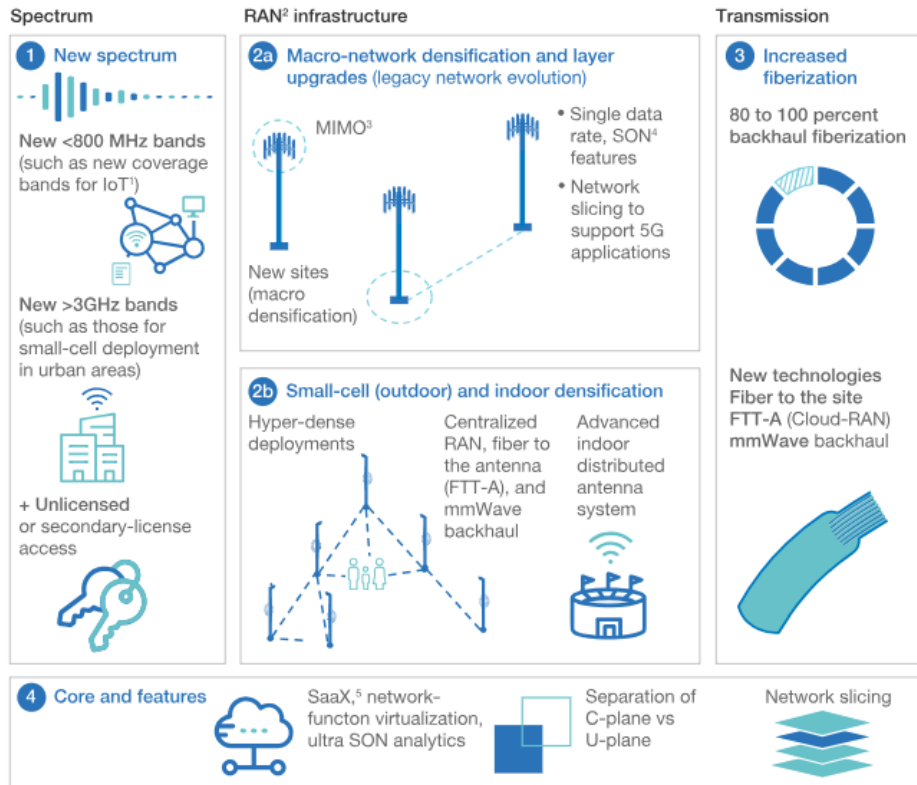 Spectrum
1 New spectrum
New <800 MHz bands
(such as new coverage
bands for IoT¹)
New >3GHz bands
(such as those for
small-cell deployment
in urban areas)
+ Unlicensed
or secondary-license
access
RAN² infrastructure
2a Macro-network densification and layer
upgrades (legacy network evolution)
MIMO³
New sites
(macro
densification)
• Single data
rate, SON⁴
features
• Network
slicing to
support 5G
applications
2b Small-cell (outdoor) and indoor densification
Hyper-dense
deployments
Centralized
RAN, fiber to
the antenna
(FTT-A), and
mmWave
backhaul
Advanced
indoor
distributed
antenna
system
Transmission
3 Increased
fiberization
80 to 100 percent
backhaul fiberization
New technologies
Fiber to the site
FTT-A (Cloud-RAN)
mmWave backhaul
4 Core and features
SaaX,⁵ network-
functon virtualization,
ultra SON analytics
Separation of
C-plane vs
U-plane
Network slicing